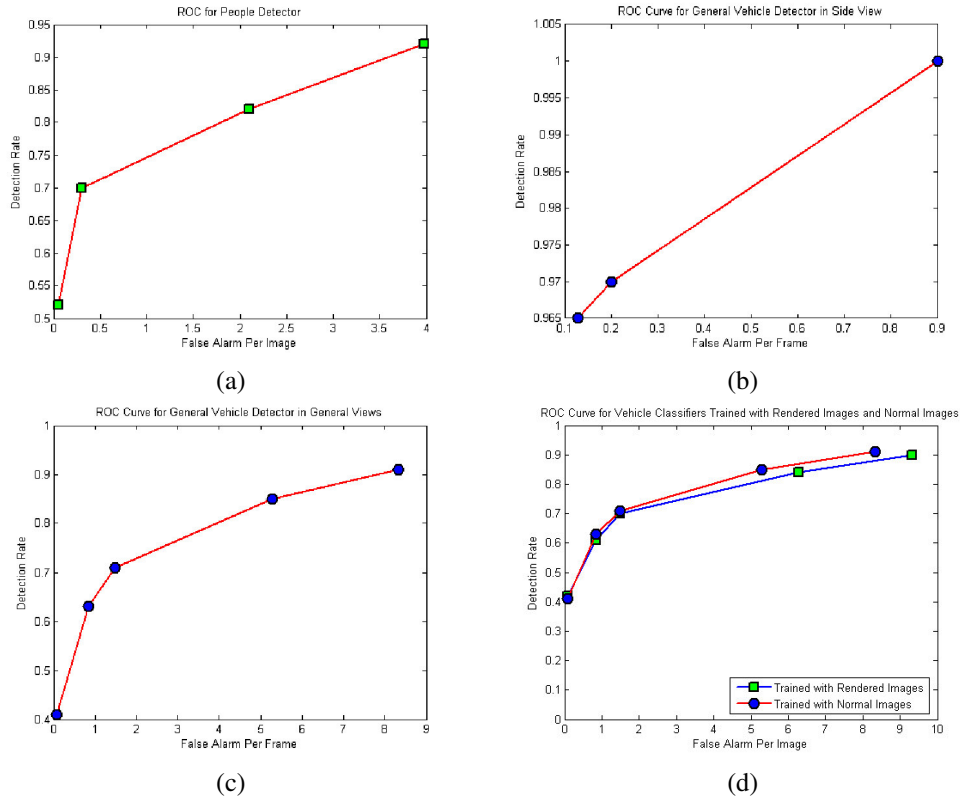 ROC for People Detector
0.95
0.9
0.85
0.8
0.75
0.7
0.65
0.6
0.55
0.5
0 0.5 1 1.5 2 2.5 3 3.5 4
Detection Rate
False Alarm Per Image
(a)
ROC Curve for General Vehicle Detector in Side View
1.005
1
0.995
0.99
0.985
0.98
0.975
0.97
0.965
0.1 0.2 0.3 0.4 0.5 0.6 0.7 0.8 0.9
Detection Rate
False Alarm Per Frame
(b)
ROC Curve for General Vehicle Detector in General Views
1
0.9
0.8
0.7
0.6
0.5
0.4
0 1 2 3 4 5 6 7 8 9
Detection Rate
False Alarm Per Frame
(c)
ROC Curve for Vehicle Classifiers Trained with Rendered Images and Normal Images
1
0.9
0.8
0.7
0.6
0.5
0.4
0.3
0.2
0.1
0
0 1 2 3 4 5 6 7 8 9 10
Detection Rate
Trained with Rendered Images
Trained with Normal Images
False Alarm Per Image
(d)